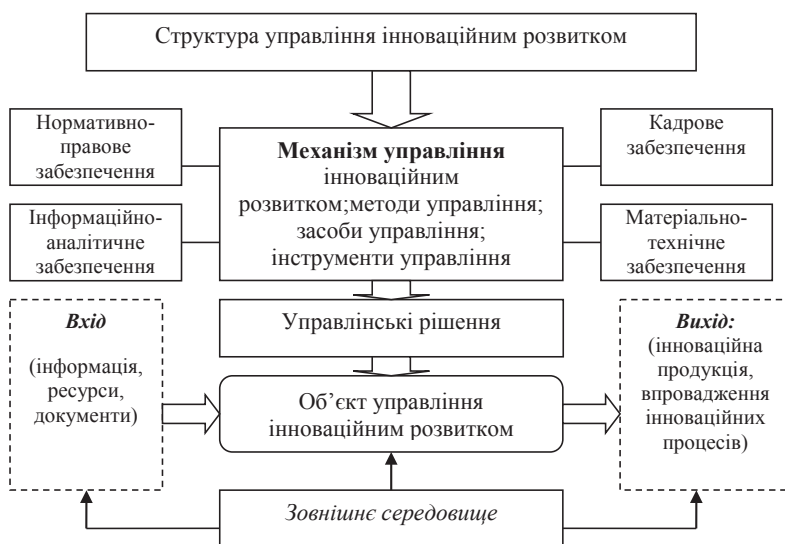 Структура управління інноваційним розвитком
Нормативно-
правове
забезпечення
Механізм управління
інноваційним
розвитком;методи управління;
засоби управління;
інструменти управління
Кадрове
забезпечення
Інформаційно-
аналітичне
забезпечення
Матеріально-
технічне
забезпечення
Вхід
(інформація,
ресурси,
документи)
Управлінські рішення
Об’єкт управління
інноваційним розвитком
Вихід:
(інноваційна
продукція,
впровадження
інноваційних
процесів)
Зовнішнє середовище